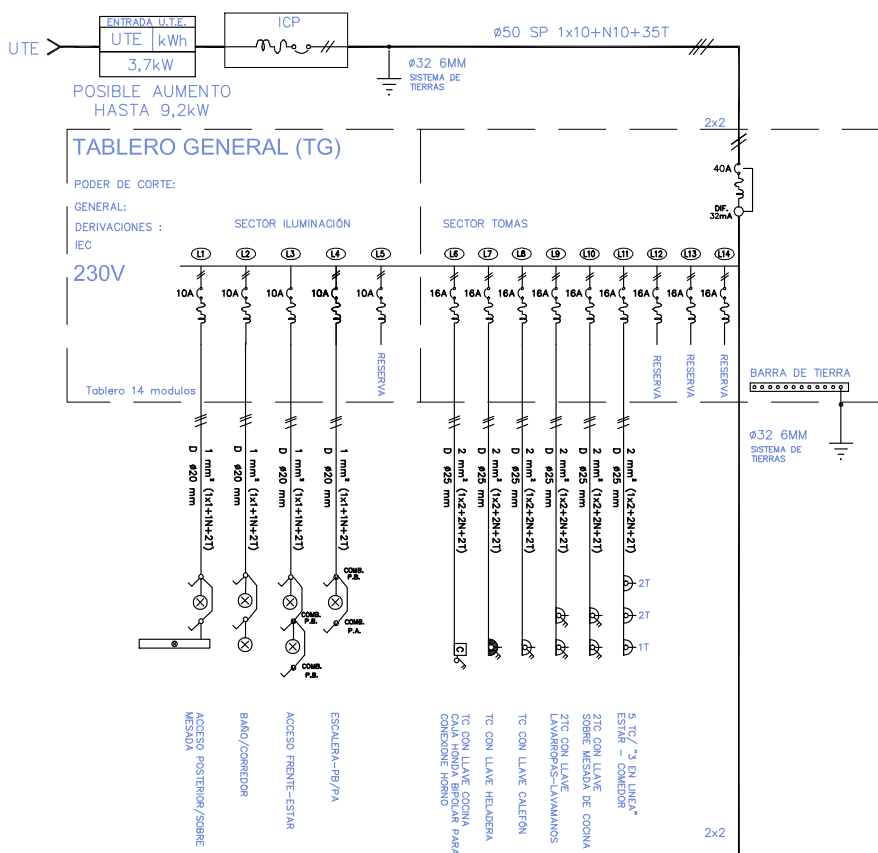 UTE
ENTRADA U.T.E.
UTE kWh
3,7kW
POSIBLE AUMENTO
HASTA 9,2kW
ICP
ø32 6MM
SISTEMA DE
TIERRAS
ø50 SP 1x10+N10+35T
2x2
TABLERO GENERAL (TG)
PODER DE CORTE:
GENERAL:
DERIVACIONES :
IEC
230V
SECTOR ILUMINACIÓN
SECTOR TOMAS
40A
DIF.
32mA
L1 L2 L3 L4 L5 L6 L7 L8 L9 L10 L11 L12 L13 L14
10A 10A 10A 10A 10A 16A 16A 16A 16A 16A 16A 16A 16A 16A
RESERVA
RESERVA
RESERVA
RESERVA
Tablero 14 modulos
BARRA DE TIERRA
ø32 6MM
SISTEMA DE
TIERRAS
1 mm² (1x1+1N+2T)
D ø20 mm
1 mm² (1x1+1N+2T)
D ø20 mm
1 mm² (1x1+1N+2T)
D ø20 mm
1 mm² (1x1+1N+2T)
D ø20 mm
2 mm² (1x2+2N+2T)
D ø25 mm
2 mm² (1x2+2N+2T)
D ø25 mm
2 mm² (1x2+2N+2T)
D ø25 mm
2 mm² (1x2+2N+2T)
D ø25 mm
2 mm² (1x2+2N+2T)
D ø25 mm
2 mm² (1x2+2N+2T)
D ø25 mm
COMB.
P.B.
COMB.
P.B.
COMB.
P.B.
COMB.
P.A.
C
2T
2T
1T
ACCESO POSTERIOR/SOBRE
MESADA
BAÑO/CORREDOR
ACCESO FRENTE-ESTAR
ESCALERA-PB/PA
TC CON LLAVE COCINA
CAJA HONDA BIPOLAR PARA
CONEXIONE HORNO
TC CON LLAVE HELADERA
TC CON LLAVE CALEFÓN
2TC CON LLAVE
LAVARROPAS-LAVAMANOS
2TC CON LLAVE
SOBRE MESADA DE COCINA
5 TC/ "3 EN LINEA"
ESTAR - COMEDOR
2x2